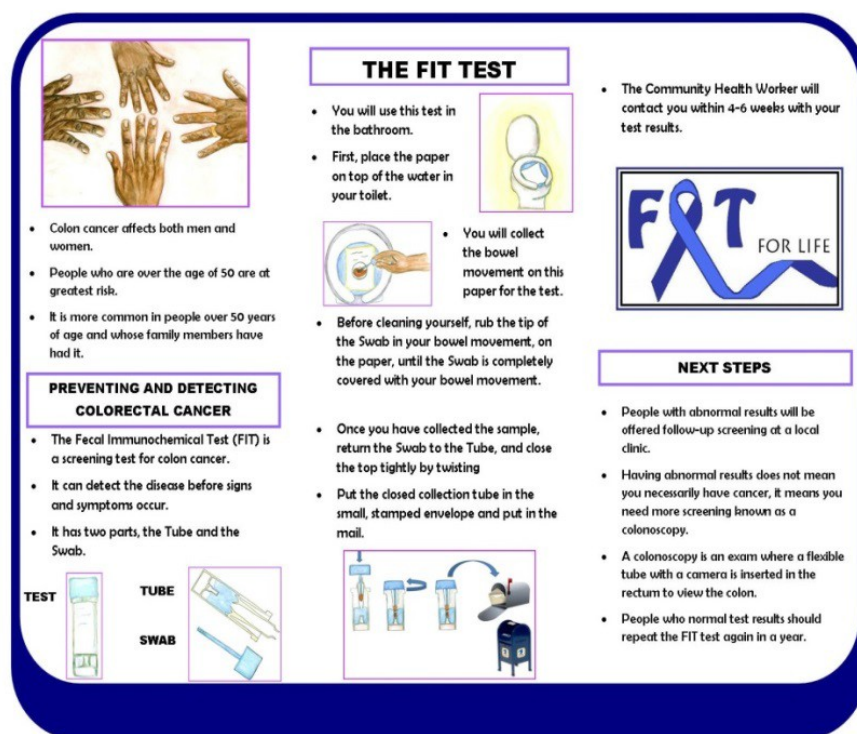 • Colon cancer affects both men and
women.
• People who are over the age of 50 are at
greatest risk.
• It is more common in people over 50 years
of age and whose family members have
had it.
PREVENTING AND DETECTING
COLORECTAL CANCER
• The Fecal Immunochemical Test (FIT) is
a screening test for colon cancer.
• It can detect the disease before signs
and symptoms occur.
• It has two parts, the Tube and the
Swab.
TEST
TUBE
SWAB
THE FIT TEST
• You will use this test in
the bathroom.
• First, place the paper
on top of the water in
your toilet.
• You will collect
the bowel
movement on this
paper for the test.
• Before cleaning yourself, rub the tip of
the Swab in your bowel movement, on
the paper, until the Swab is completely
covered with your bowel movement.
• Once you have collected the sample,
return the Swab to the Tube, and close
the top tightly by twisting
• Put the closed collection tube in the
small, stamped envelope and put in the
mail.
• The Community Health Worker will
contact you within 4-6 weeks with your
test results.
FIT
FOR LIFE
NEXT STEPS
• People with abnormal results will be
offered follow-up screening at a local
clinic.
• Having abnormal results does not mean
you necessarily have cancer, it means you
need more screening known as a
colonoscopy.
• A colonoscopy is an exam where a flexible
tube with a camera is inserted in the
rectum to view the colon.
• People who normal test results should
repeat the FIT test again in a year.